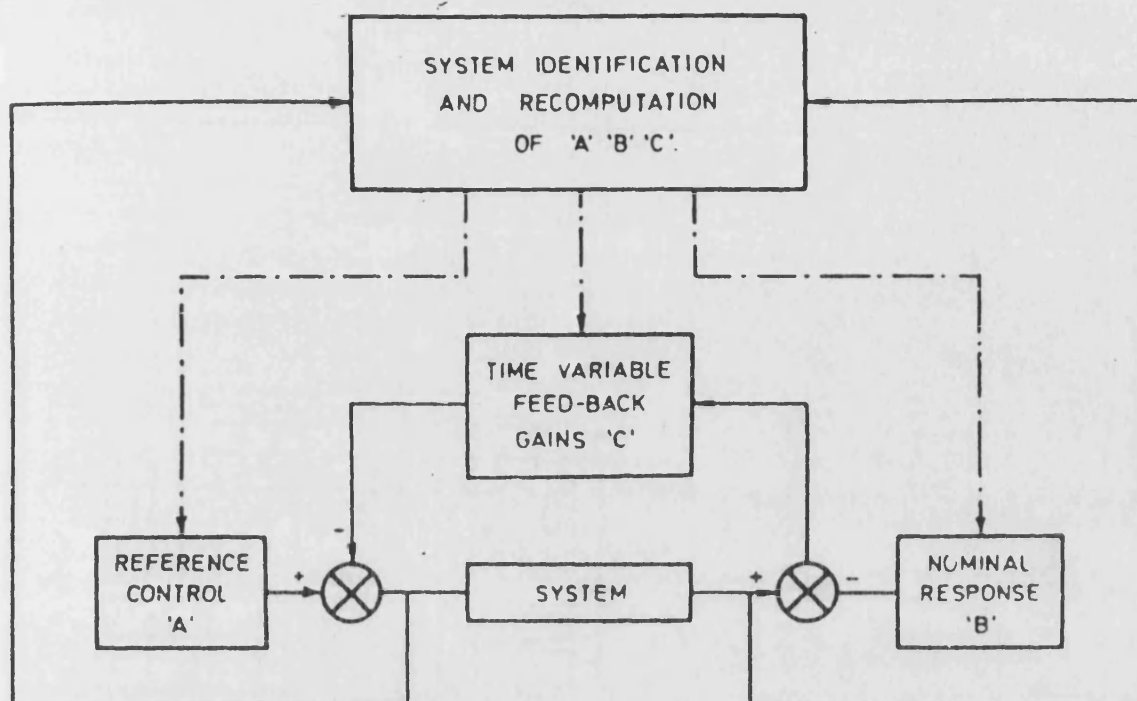 SYSTEM IDENTIFICATION
AND RECOMPUTATION
OF 'A' 'B' 'C'.
TIME VARIABLE
FEED-BACK
GAINS 'C'
-
REFERENCE
CONTROL
'A'
+
SYSTEM
+
-
NOMINAL
RESPONSE
'B'